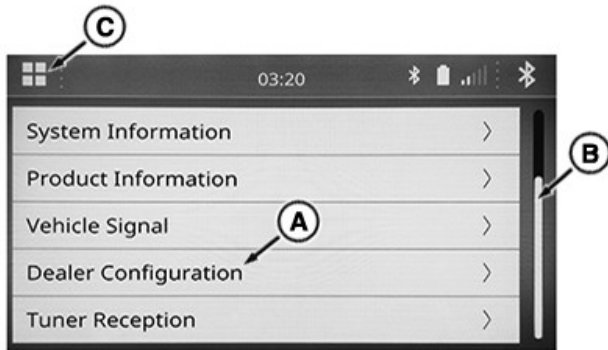 C
03:20
System Information
B
Product Information
Vehicle Signal
A
Dealer Configuration
Tuner Reception